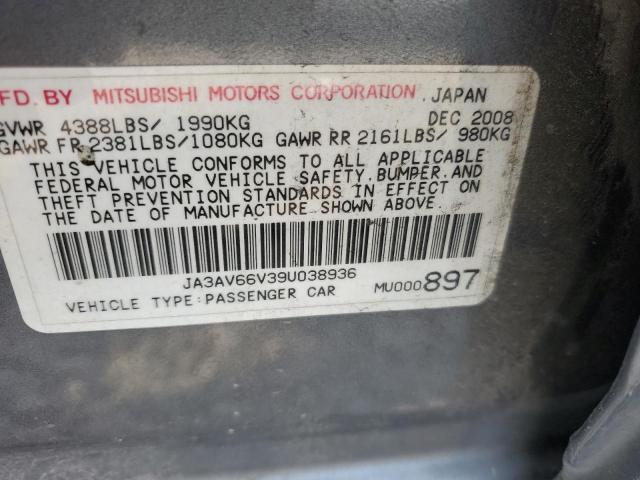 MFD. BY MITSUBISHI MOTORS CORPORATION, JAPAN
GVWR 4388LBS/ 1990KG DEC 2008
GAWR FR 2381LBS/1080KG GAWR RR 2161LBS/ 980KG
THIS VEHICLE CONFORMS TO ALL APPLICABLE
FEDERAL MOTOR VEHICLE SAFETY, BUMPER, AND
THEFT PREVENTION STANDARDS IN EFFECT ON
THE DATE OF MANUFACTURE SHOWN ABOVE.
JA3AV66V39U038936
VEHICLE TYPE:PASSENGER CAR MU000897